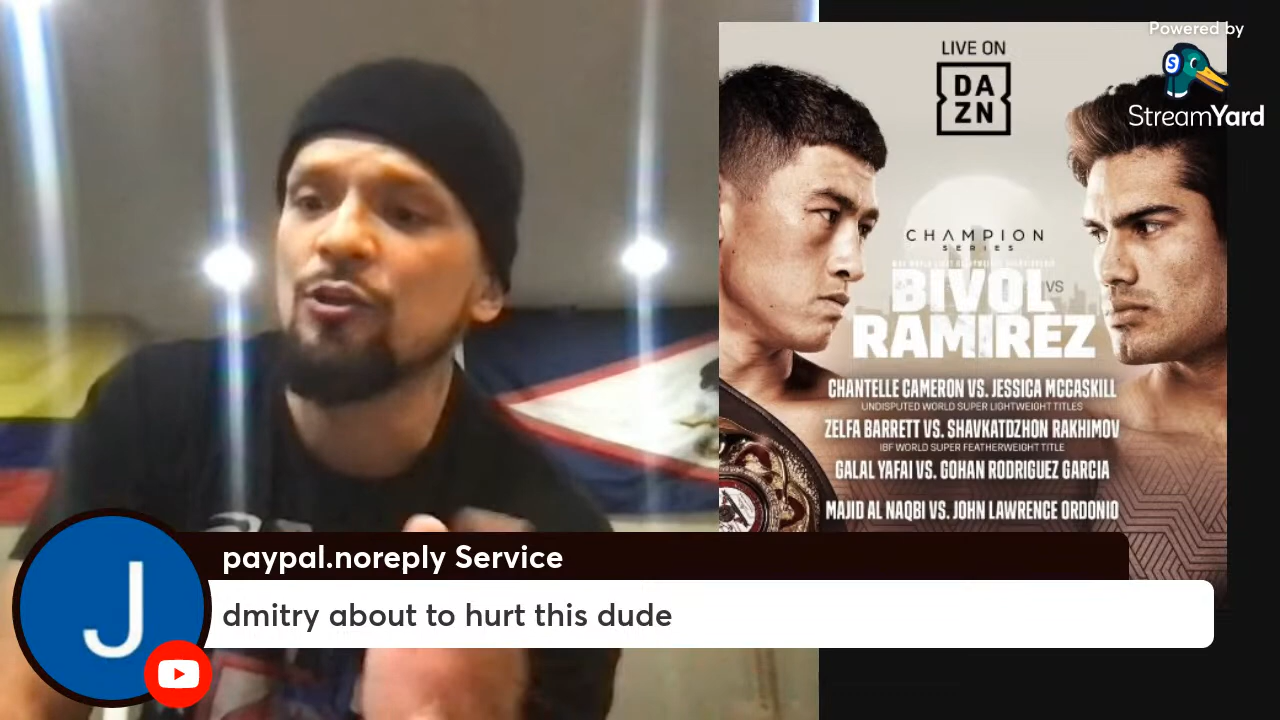 Powered by
StreamYard
S
LIVE ON
DA
ZN
CHAMPION
SERIES
BIVOL VS
RAMIREZ
CHANTELLE CAMERON VS. JESSICA MCCASKILL
UNDISPUTED WORLD SUPER LIGHTWEIGHT TITLES
ZELFA BARRETT VS. SHAVKATDZHON RAKHIMOV
IBF WORLD SUPER FEATHERWEIGHT TITLE
GALAL YAFAI VS. GOHAN RODRIGUEZ GARCIA
MAJID AL NAQBI VS. JOHN LAWRENCE ORDONIO
J
paypal.noreply Service
dmitry about to hurt this dude